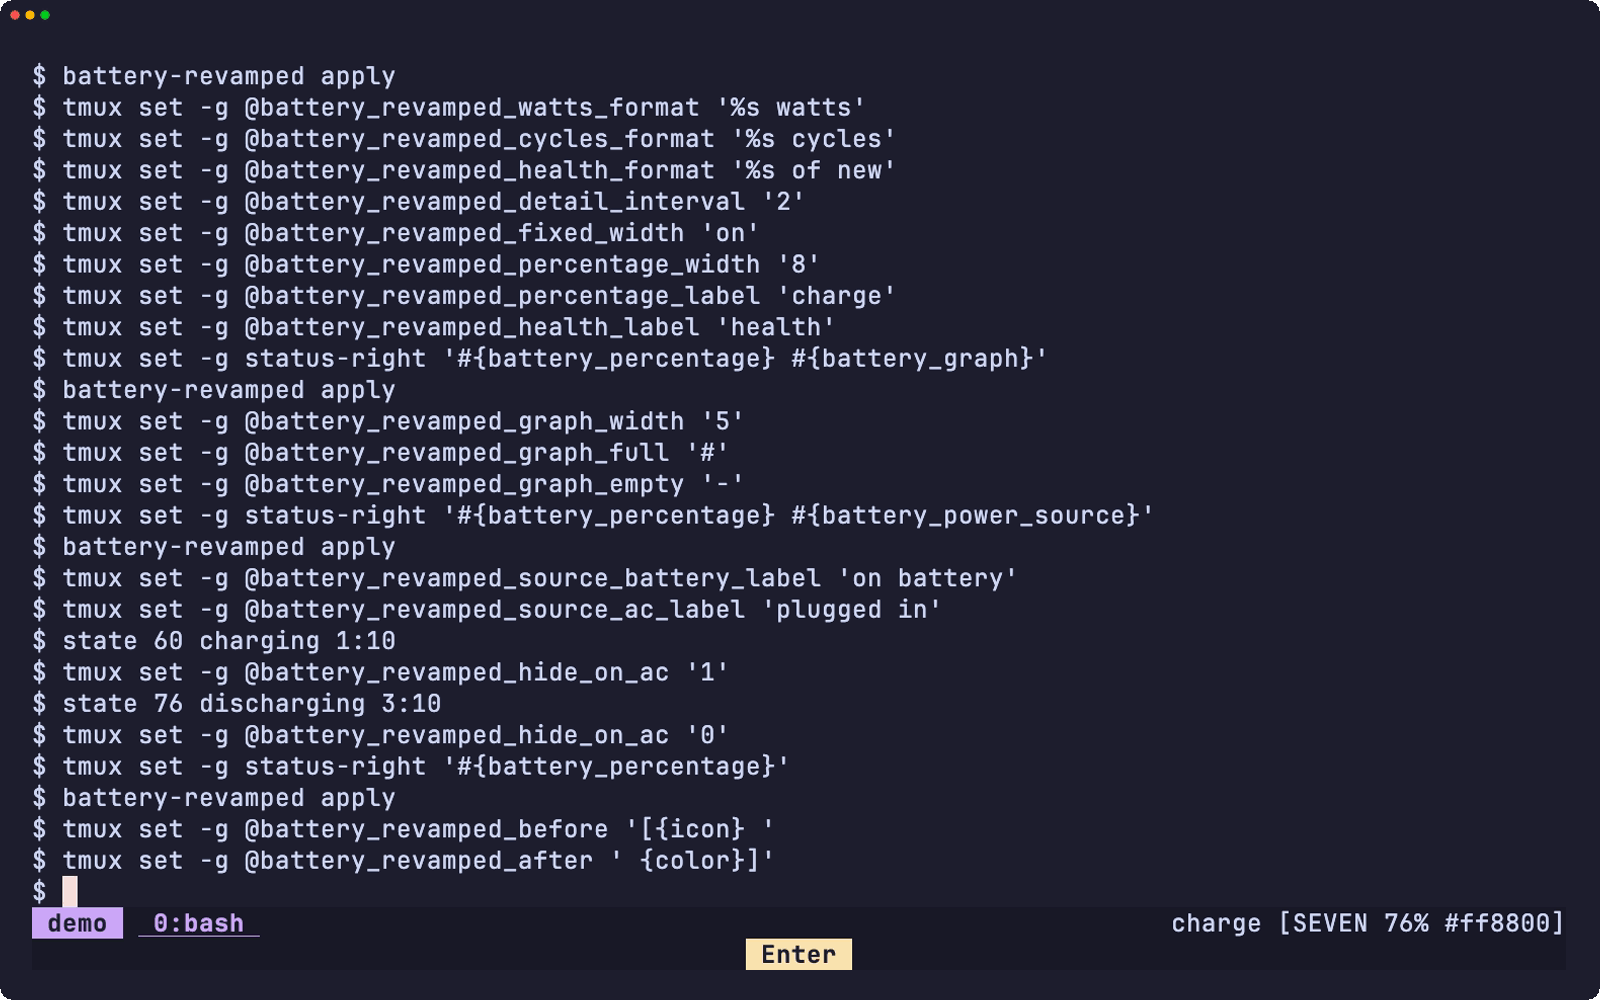 $ battery-revamped apply
$ tmux set -g @battery_revamped_watts_format '%s watts'
$ tmux set -g @battery_revamped_cycles_format '%s cycles'
$ tmux set -g @battery_revamped_health_format '%s of new'
$ tmux set -g @battery_revamped_detail_interval '2'
$ tmux set -g @battery_revamped_fixed_width 'on'
$ tmux set -g @battery_revamped_percentage_width '8'
$ tmux set -g @battery_revamped_percentage_label 'charge'
$ tmux set -g @battery_revamped_health_label 'health'
$ tmux set -g status-right '#{battery_percentage} #{battery_graph}'
$ battery-revamped apply
$ tmux set -g @battery_revamped_graph_width '5'
$ tmux set -g @battery_revamped_graph_full '#'
$ tmux set -g @battery_revamped_graph_empty '-'
$ tmux set -g status-right '#{battery_percentage} #{battery_power_source}'
$ battery-revamped apply
$ tmux set -g @battery_revamped_source_battery_label 'on battery'
$ tmux set -g @battery_revamped_source_ac_label 'plugged in'
$ state 60 charging 1:10
$ tmux set -g @battery_revamped_hide_on_ac '1'
$ state 76 discharging 3:10
$ tmux set -g @battery_revamped_hide_on_ac '0'
$ tmux set -g status-right '#{battery_percentage}'
$ battery-revamped apply
$ tmux set -g @battery_revamped_before '[{icon} '
$ tmux set -g @battery_revamped_after ' {color}]'
$
demo 0:bash charge [SEVEN 76% #ff8800]
Enter